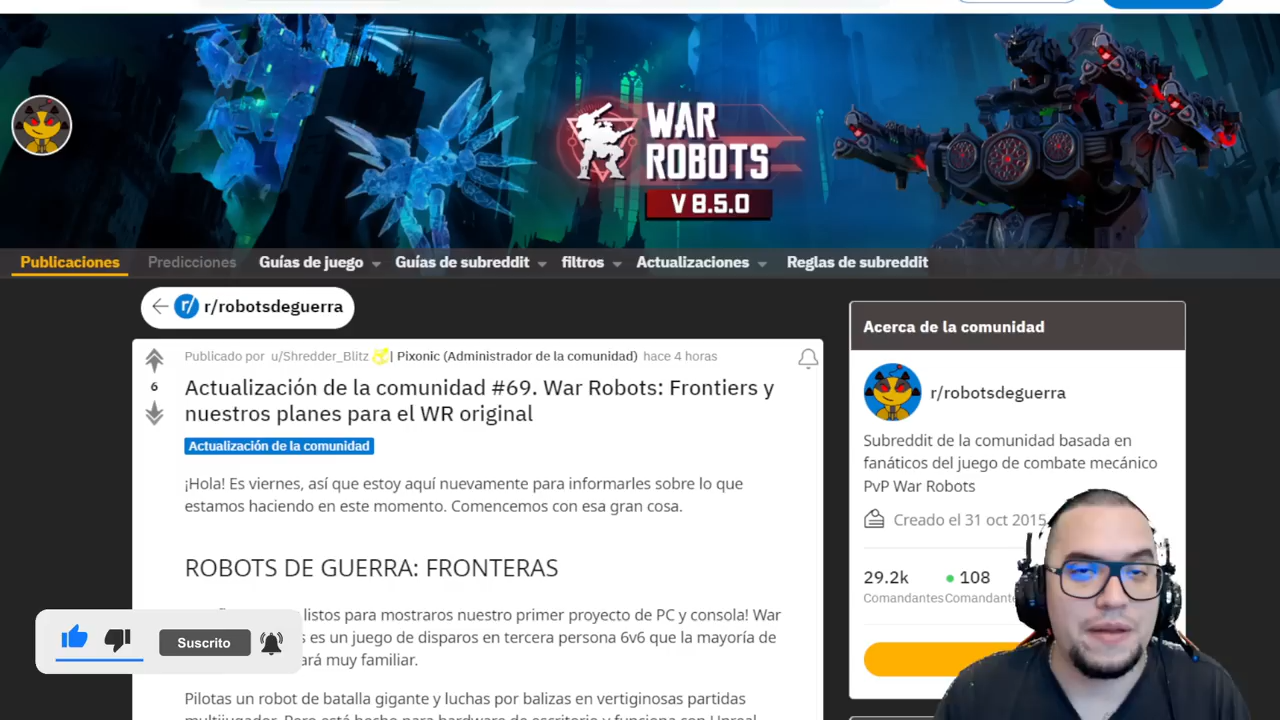 WAR
ROBOTS
V 8.5.0
Publicaciones Predicciones Guías de juego Guías de subreddit filtros Actualizaciones Reglas de subreddit
r/ r/robotsdeguerra
Publicado por u/Shredder_Blitz | Pixonic (Administrador de la comunidad) hace 4 horas
6
Actualización de la comunidad #69. War Robots: Frontiers y
nuestros planes para el WR original
Actualización de la comunidad
¡Hola! Es viernes, así que estoy aquí nuevamente para informarles sobre lo que
estamos haciendo en este momento. Comencemos con esa gran cosa.
ROBOTS DE GUERRA: FRONTERAS
listos para mostraros nuestro primer proyecto de PC y consola! War
es un juego de disparos en tercera persona 6v6 que la mayoría de
muy familiar.
Pilotas un robot de batalla gigante y luchas por balizas en vertiginosas partidas
Suscrito
Acerca de la comunidad
r/robotsdeguerra
Subreddit de la comunidad basada en
fanáticos del juego de combate mecánico
PvP War Robots
Creado el 31 oct 2015
29.2k 108
Comandantes